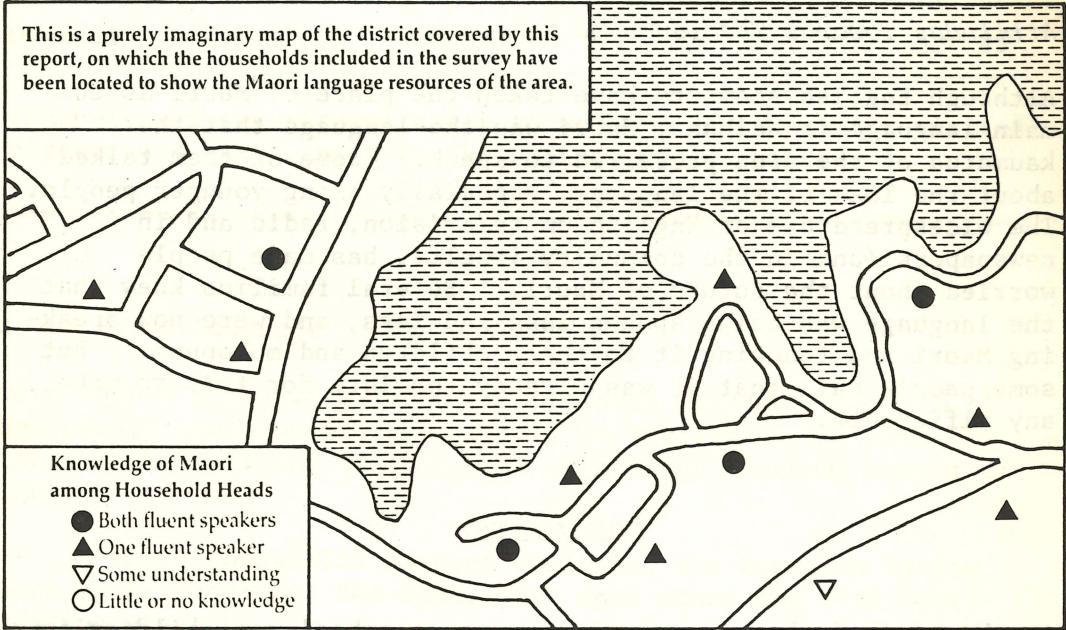 This is a purely imaginary map of the district covered by this
report, on which the households included in the survey have
been located to show the Maori language resources of the area.
Knowledge of Maori
among Household Heads
Both fluent speakers
One fluent speaker
Some understanding
Little or no knowledge